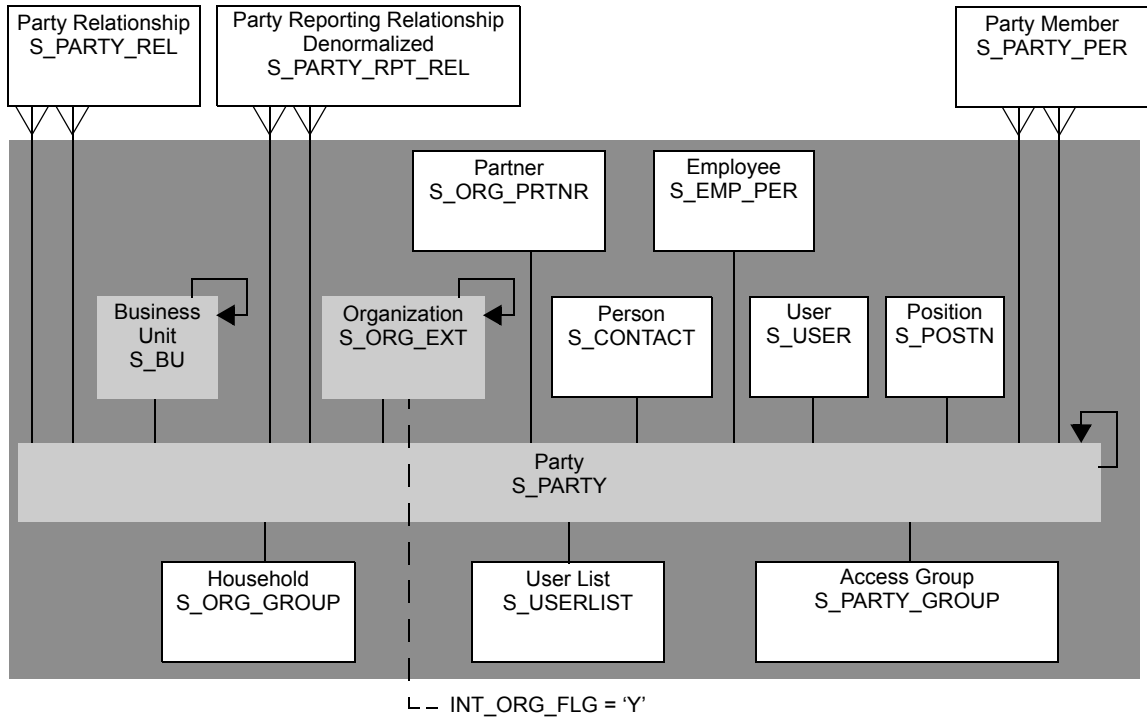 Party Relationship
S_PARTY_REL
Party Reporting Relationship
Denormalized
S_PARTY_RPT_REL
Party Member
S_PARTY_PER
Partner
S_ORG_PRTNR
Employee
S_EMP_PER
Business
Unit
S_BU
Organization
S_ORG_EXT
Person
S_CONTACT
User
S_USER
Position
S_POSTN
Party
S_PARTY
Household
S_ORG_GROUP
User List
S_USERLIST
Access Group
S_PARTY_GROUP
INT_ORG_FLG = ‘Y’